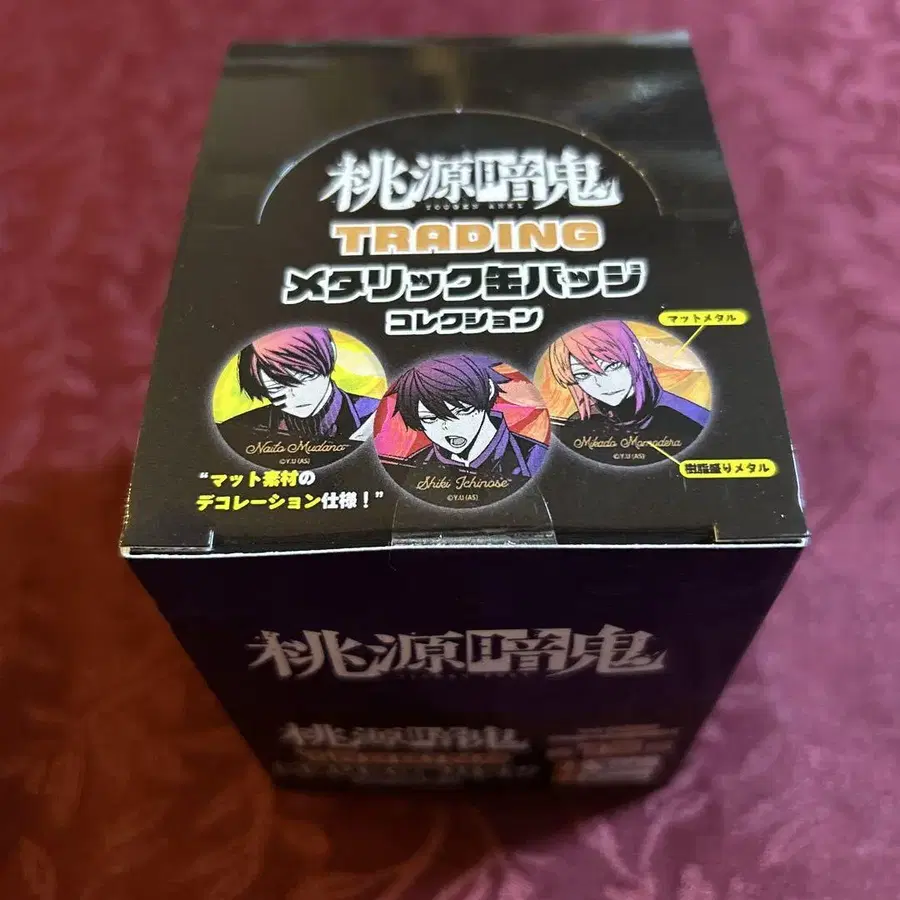 桃源暗鬼
TOUGEN ANKI
TRADING
メタリック缶バッジ
コレクション
マットメタル
Naito Mudano
©Y.U(AS)
Shiki Ichinose
©Y.U(AS)
Mikado Momodera
©Y.U(AS)
樹脂盛りメタル
“マット素材の
デコレーション仕様！”
桃源暗鬼
桃源暗鬼